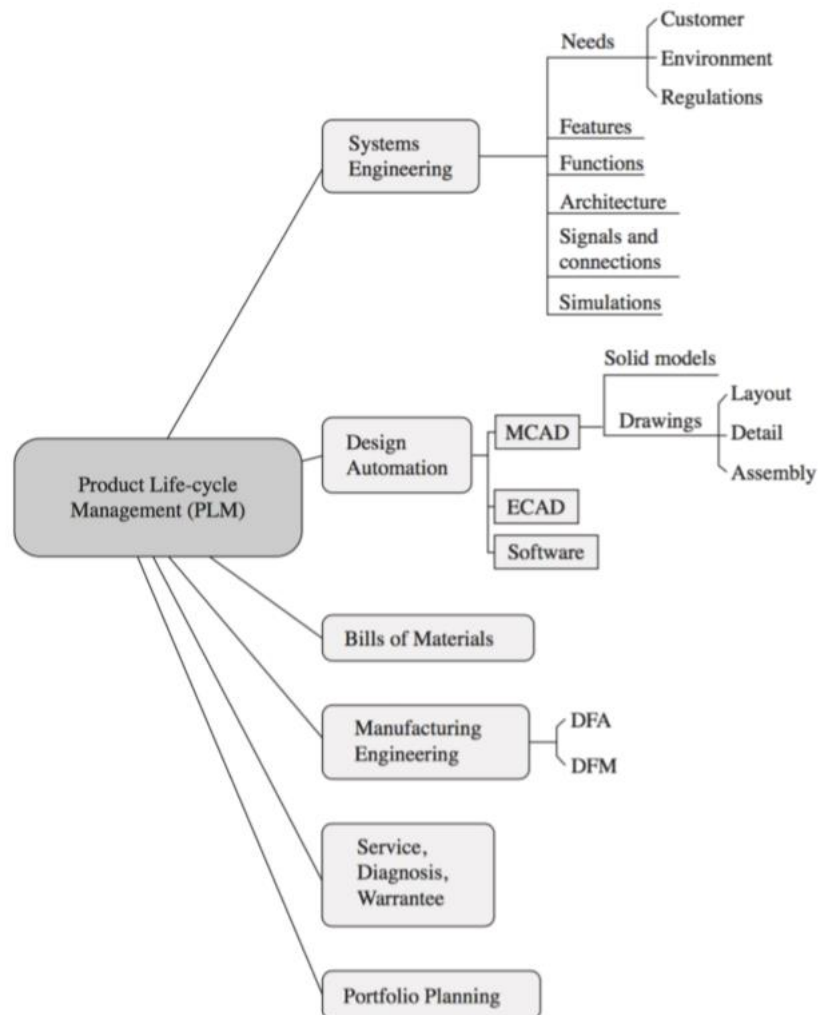 Customer
Needs
Environment
Regulations
Systems
Engineering
Features
Functions
Architecture
Signals and
connections
Simulations
Solid models
Layout
Design
Automation
MCAD
Drawings
Detail
Assembly
Product Life-cycle
Management (PLM)
ECAD
Software
Bills of Materials
Manufacturing
Engineering
DFA
DFM
Service,
Diagnosis,
Warrantee
Portfolio Planning